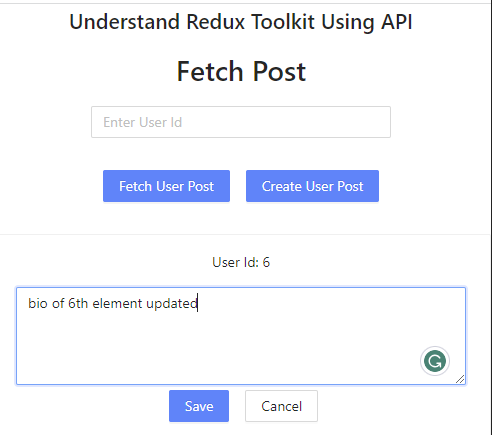 Understand Redux Toolkit Using API
Fetch Post
Enter User Id
Fetch User Post Create User Post
User Id: 6
bio of 6th element updated
Save Cancel